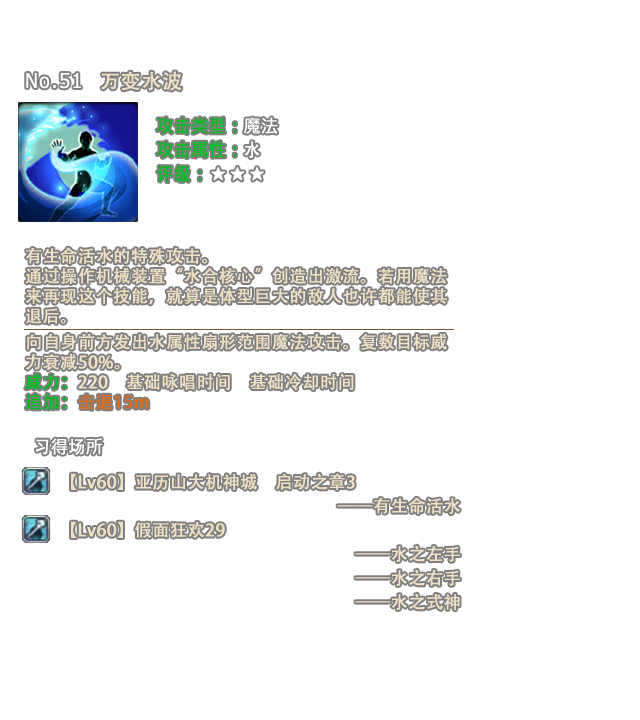 No.51 万变水波
攻击类型：魔法
攻击属性：水
评级：☆☆☆
有生命活水的特殊攻击。
通过操作机械装置“水合核心”创造出激流。若用魔法
来再现这个技能，就算是体型巨大的敌人也许都能使其
退后。
向自身前方发出水属性扇形范围魔法攻击。复数目标威
力衰减50%。
威力：220 基础咏唱时间 基础冷却时间
追加：击退15m
习得场所
【Lv60】亚历山大机神城 启动之章3
——有生命活水
【Lv60】假面狂欢29
——水之左手
——水之右手
——水之式神